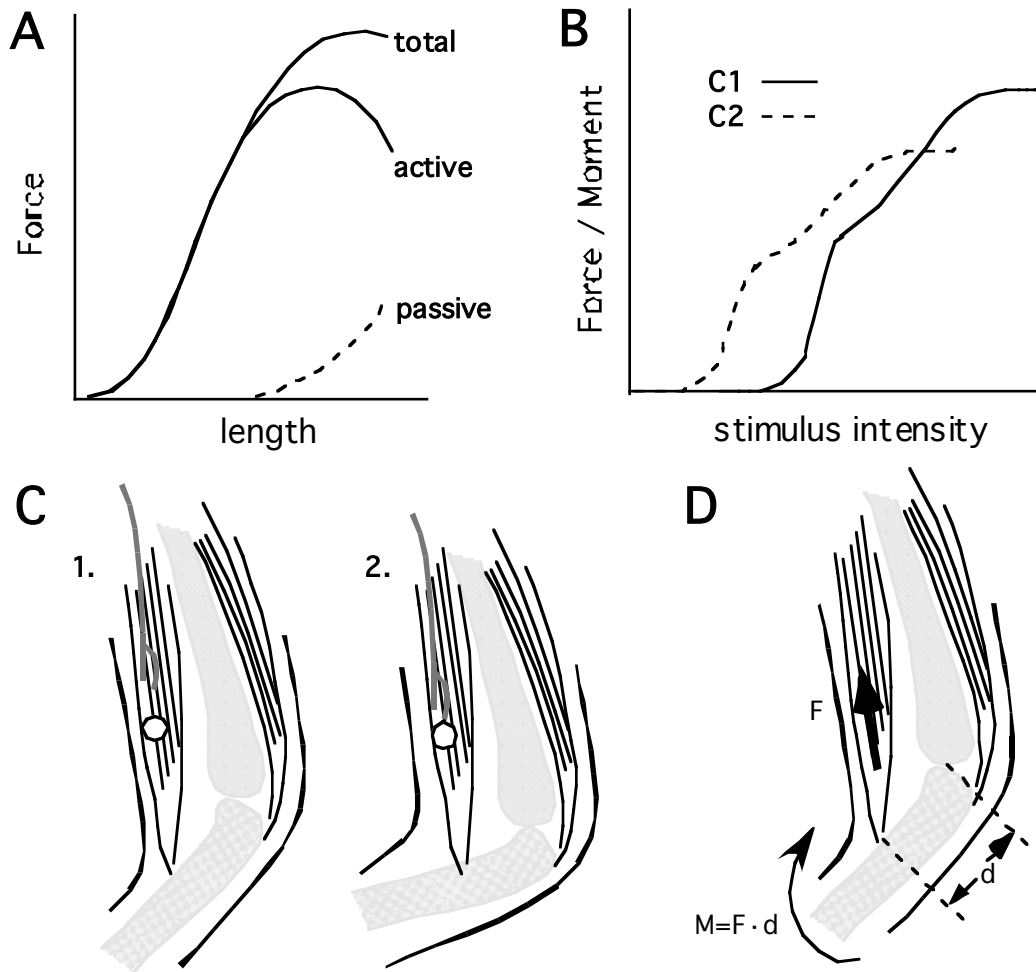 A
total
active
passive
Force
length
B
C1
C2
Force / Moment
stimulus intensity
C
1.
2.
D
F
d
M=F·d